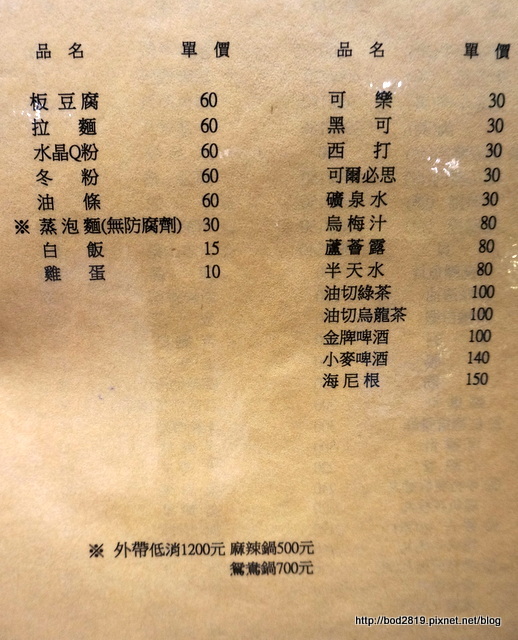 品名 單價
板豆腐 60
拉麵 60
水晶Q粉 60
冬粉 60
油條 60
※ 蒸泡麵(無防腐劑) 30
白飯 15
雞蛋 10
品名 單價
可樂 30
黑可 30
西打 30
可爾必思 30
礦泉水 30
烏梅汁 80
蘆薈露 80
半天水 80
油切綠茶 100
油切烏龍茶 100
金牌啤酒 100
小麥啤酒 140
海尼根 150
※ 外帶低消1200元 麻辣鍋500元
鴛鴦鍋700元
http://bod2819.pixnet.net/blog